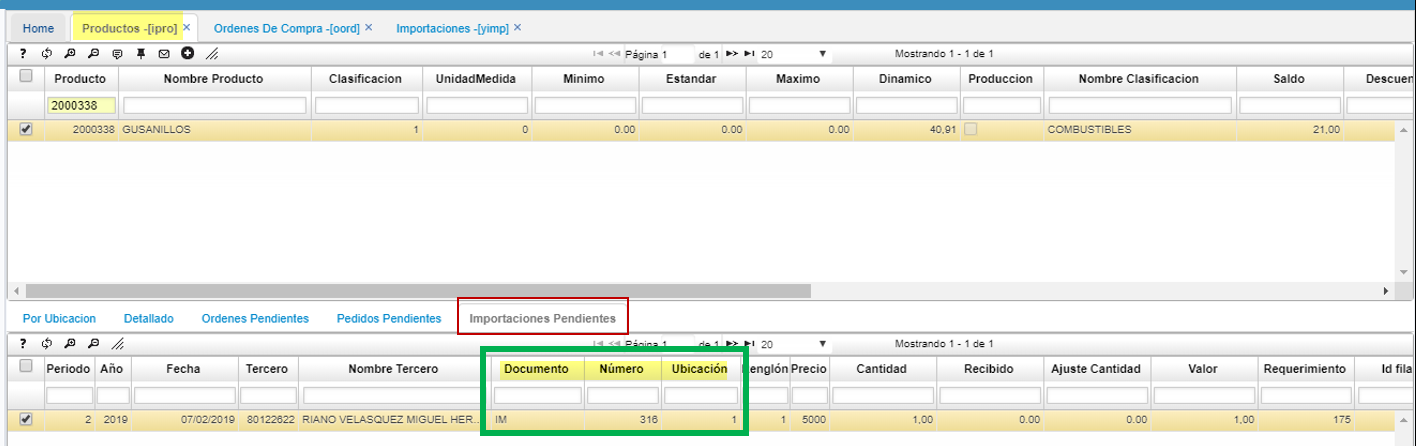 Home Productos -[ipro] × Ordenes De Compra -[oord] × Importaciones -[yimp] ×
? Página 1 de 1 20 Mostrando 1 - 1 de 1
Producto Nombre Producto Clasificacion UnidadMedida Minimo Estandar Maximo Dinamico Produccion Nombre Clasificacion Saldo Descuen
2000338
2000338 GUSANILLOS 1 0 0.00 0.00 0.00 40,91 COMBUSTIBLES 21,00
Por Ubicacion Detallado Ordenes Pendientes Pedidos Pendientes Importaciones Pendientes
? Página 1 de 1 20 Mostrando 1 - 1 de 1
Periodo Año Fecha Tercero Nombre Tercero Documento Número Ubicación englón Precio Cantidad Recibido Ajuste Cantidad Valor Requerimiento Id fila
2 2019 07/02/2019 80122622 RIANO VELASQUEZ MIGUEL HER... IM 316 1 1 5000 1,00 0.00 0.00 1,00 175